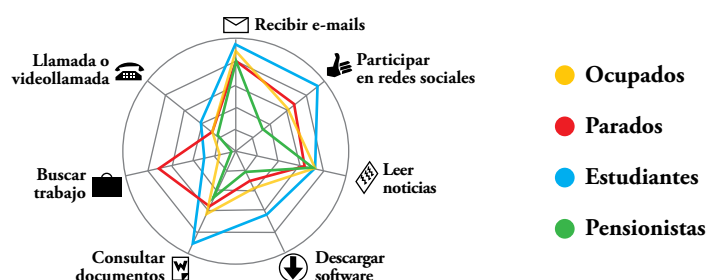 Recibir e-mails
Participar
en redes sociales
Leer
noticias
Descargar
software
Consultar
documentos
W
Buscar
trabajo
Llamada o
videollamada
Ocupados
Parados
Estudiantes
Pensionistas